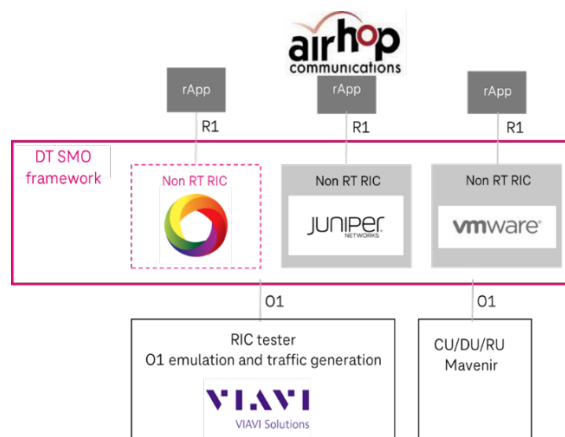 airhop
communications
rApp
rApp
rApp
R1
R1
R1
DT SMO
framework
Non RT RIC
Non RT RIC
Non RT RIC
JUNIPER
NETWORKS
vmware
O1
O1
RIC tester
O1 emulation and traffic generation
VIAVI
VIAVI Solutions
CU/DU/RU
Mavenir